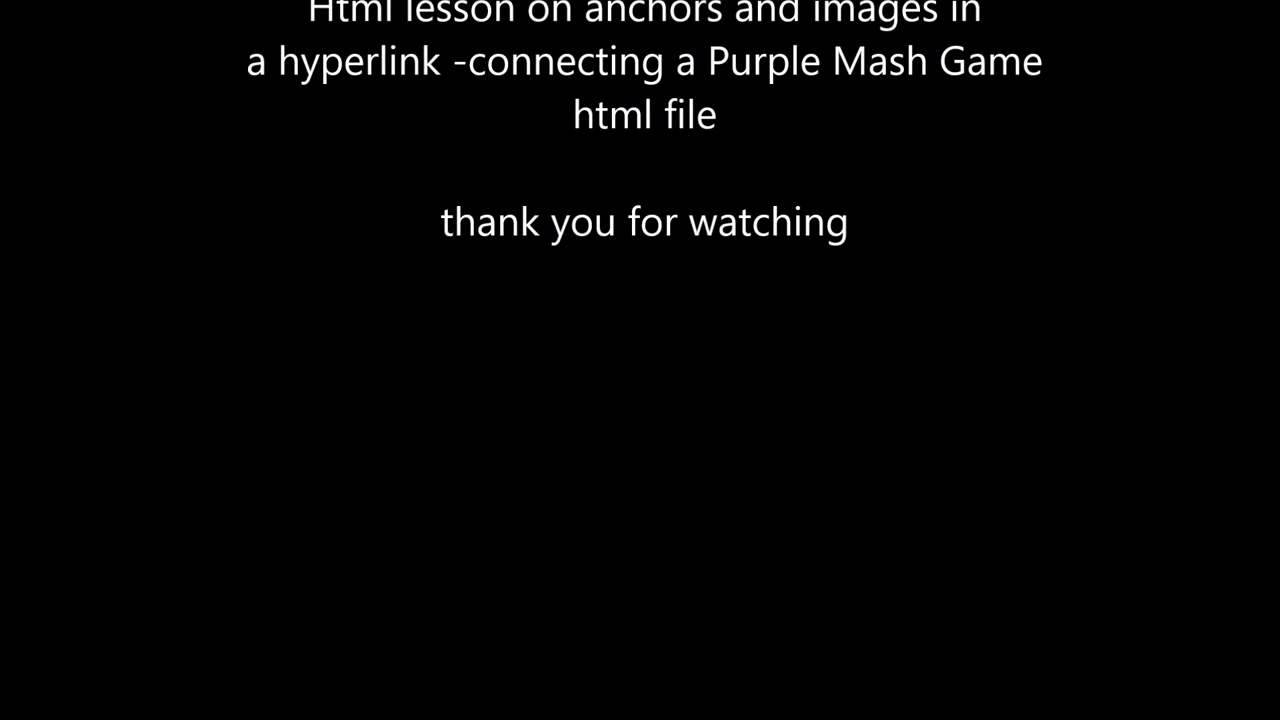 Html lesson on anchors and images in
a hyperlink -connecting a Purple Mash Game
html file
thank you for watching